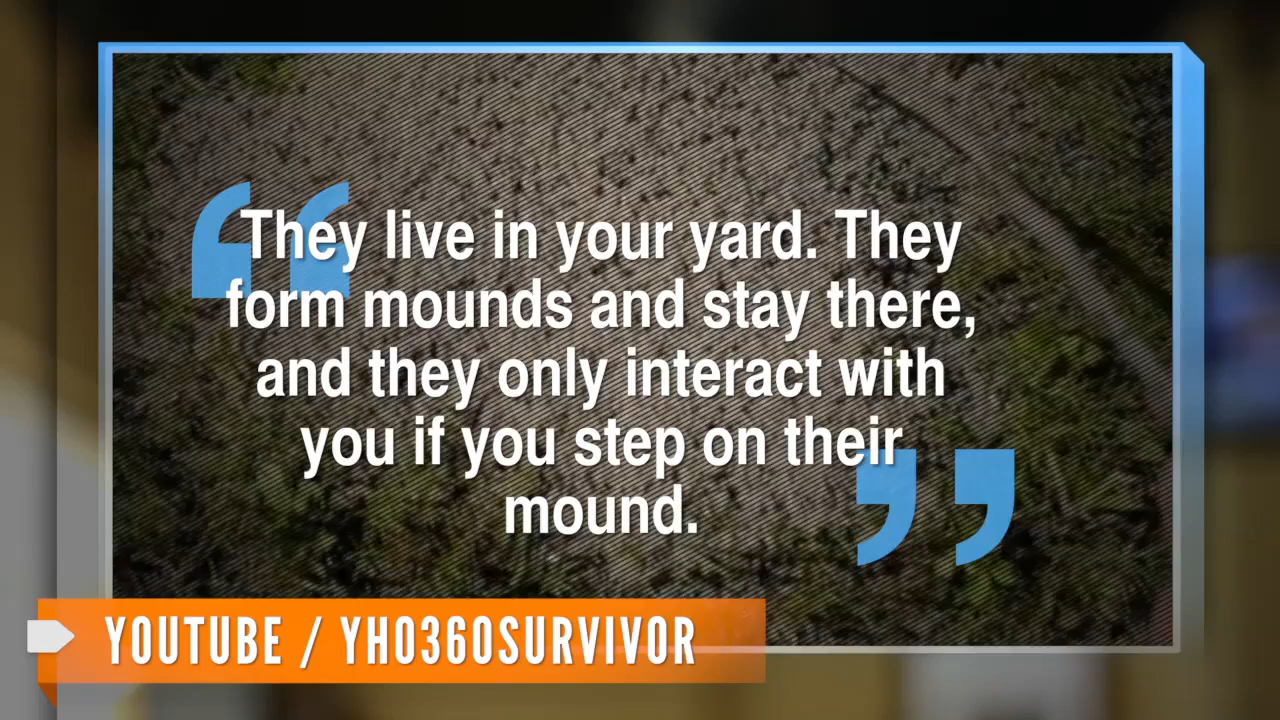 “They live in your yard. They
form mounds and stay there,
and they only interact with
you if you step on their
mound.”
YOUTUBE / YHO360SURVIVOR